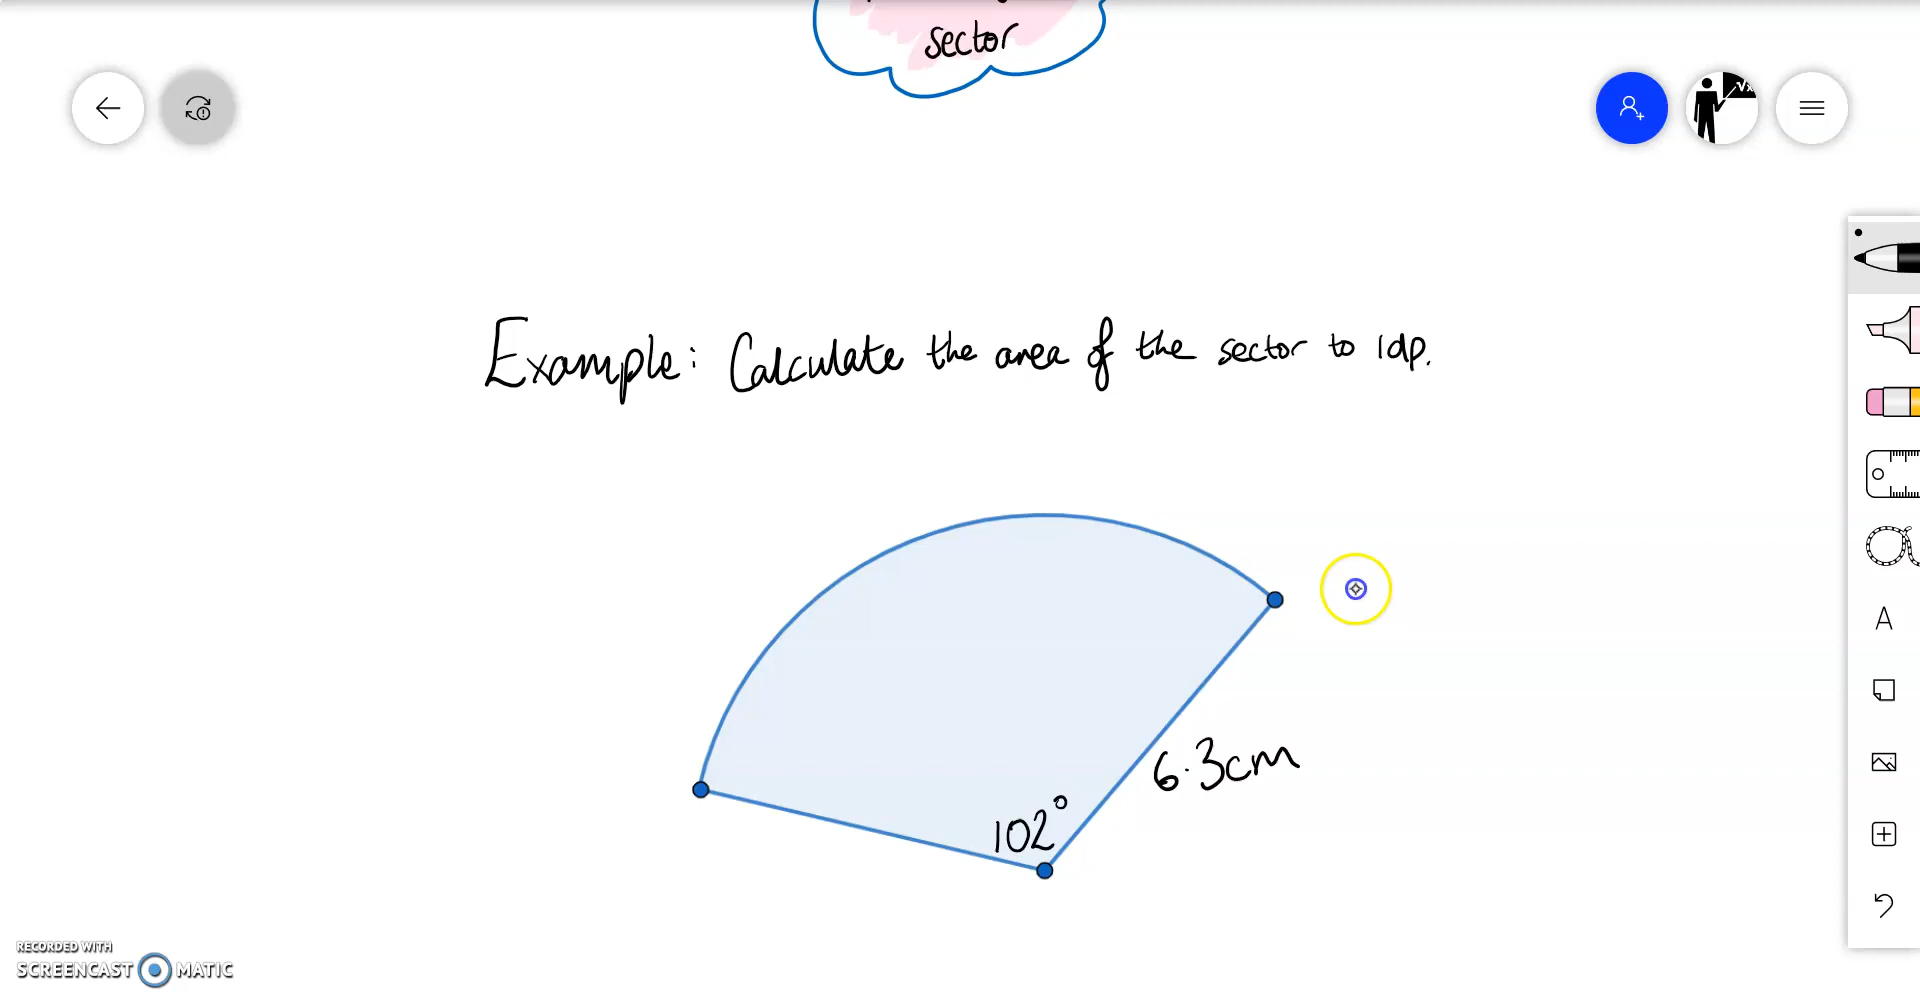 sector
√x
Example: Calculate the area of the sector to 1dp.
6.3cm
102°
A
RECORDED WITH
SCREENCAST MATIC